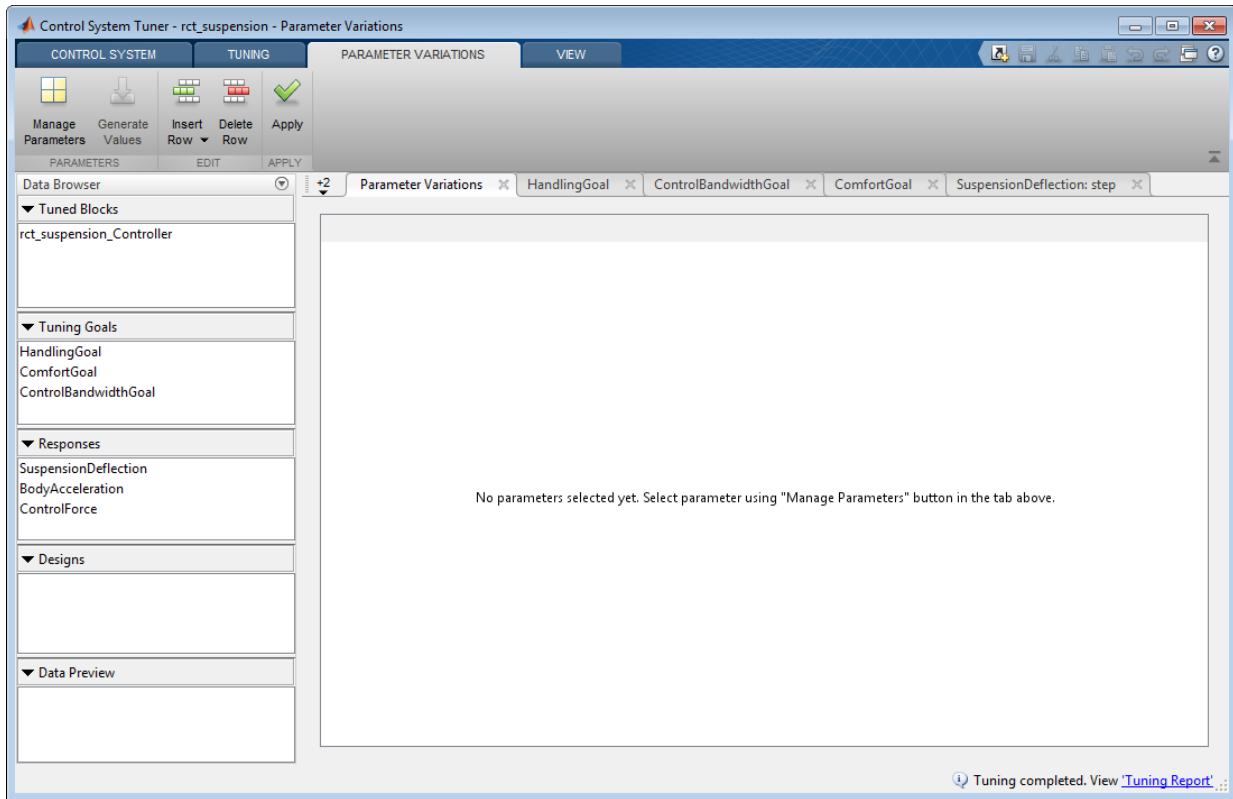 Control System Tuner - rct_suspension - Parameter Variations
CONTROL SYSTEM TUNING PARAMETER VARIATIONS VIEW
Manage Generate Insert Delete Apply
Parameters Values Row Row
PARAMETERS EDIT APPLY
Data Browser +2 Parameter Variations HandlingGoal ControlBandwidthGoal ComfortGoal SuspensionDeflection: step
Tuned Blocks
rct_suspension_Controller
Tuning Goals
HandlingGoal
ComfortGoal
ControlBandwidthGoal
Responses
SuspensionDeflection
BodyAcceleration
ControlForce
No parameters selected yet. Select parameter using "Manage Parameters" button in the tab above.
Designs
Data Preview
Tuning completed. View 'Tuning Report'